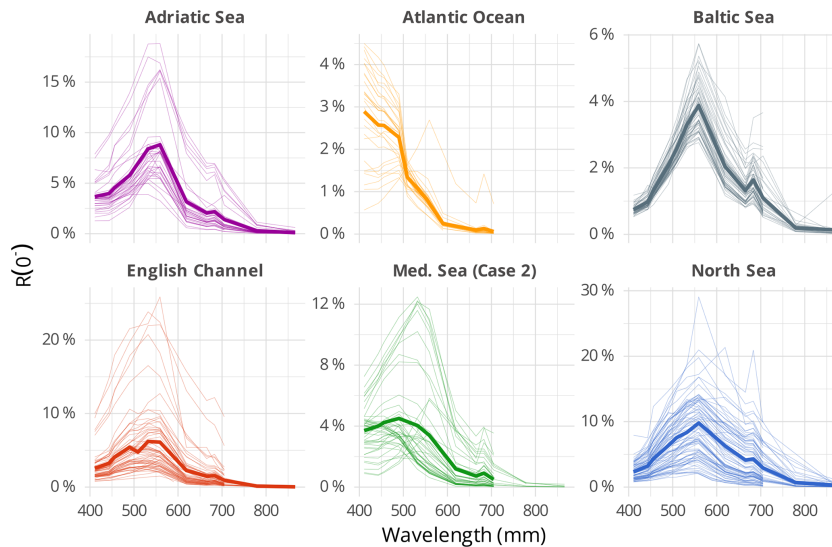 Adriatic Sea
Atlantic Ocean
Baltic Sea
15 %
10 %
5 %
0 %
4 %
3 %
2 %
1 %
0 %
6 %
4 %
2 %
0 %
R(0⁻)
English Channel
Med. Sea (Case 2)
North Sea
20 %
10 %
0 %
12 %
8 %
4 %
0 %
30 %
20 %
10 %
0 %
400 500 600 700 800
400 500 600 700 800
400 500 600 700 800
Wavelength (mm)